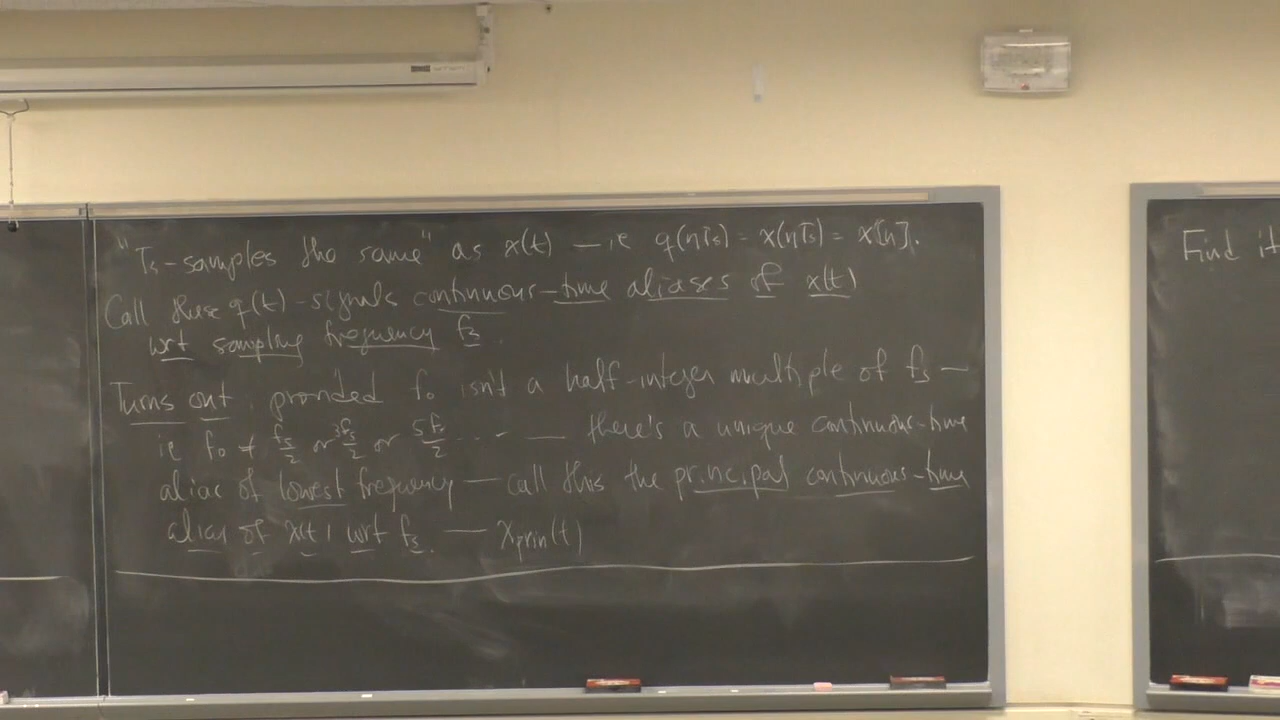 "Ts-samples the same" as x(t) — ie q(nTs) = x(nTs) = x[n].
Call these q(t)-signals continuous-time aliases of x(t)
wrt sampling frequency fs.
Turns out, provided fo isn't a half-integer multiple of fs —
ie fo ≠ fs/2 or 3fs/2 or 5fs/2 ---- — there's a unique continuous-time
alias of lowest frequency — call this the principal continuous-time
alias of x(t) wrt fs. — xprin(t)
Find it